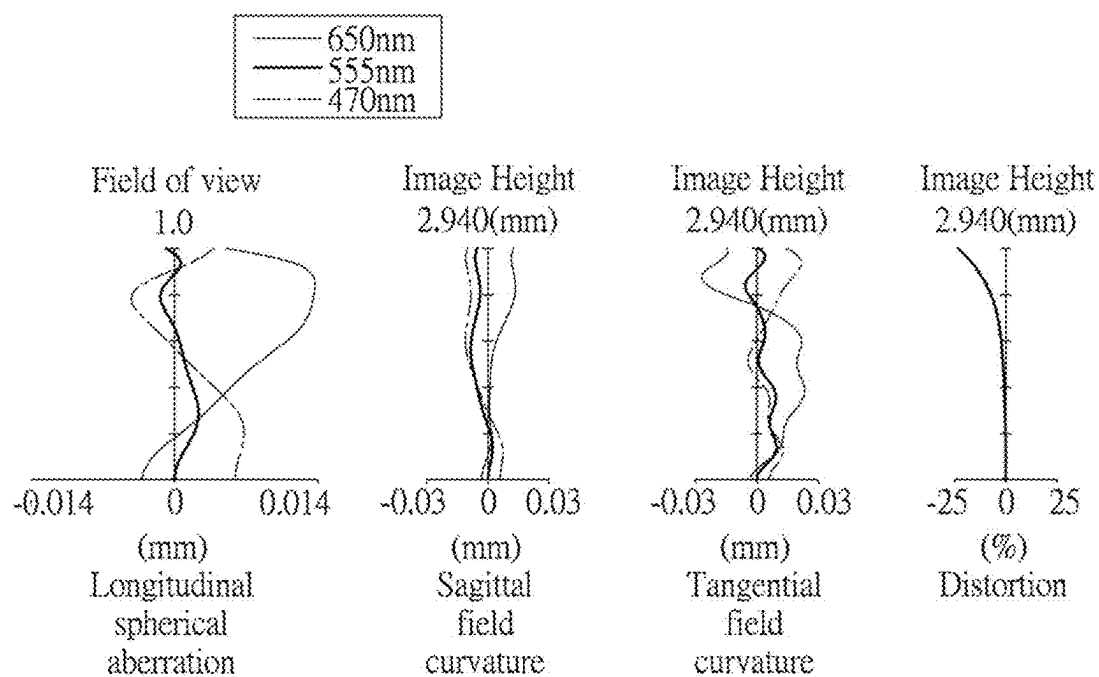 650nm
555nm
470nm
Field of view
1.0
Image Height
2.940(mm)
Image Height
2.940(mm)
Image Height
2.940(mm)
-0.014 0 0.014
-0.03 0 0.03
-0.03 0 0.03
-25 0 25
(mm)
Longitudinal
spherical
aberration
(mm)
Sagittal
field
curvature
(mm)
Tangential
field
curvature
(%)
Distortion